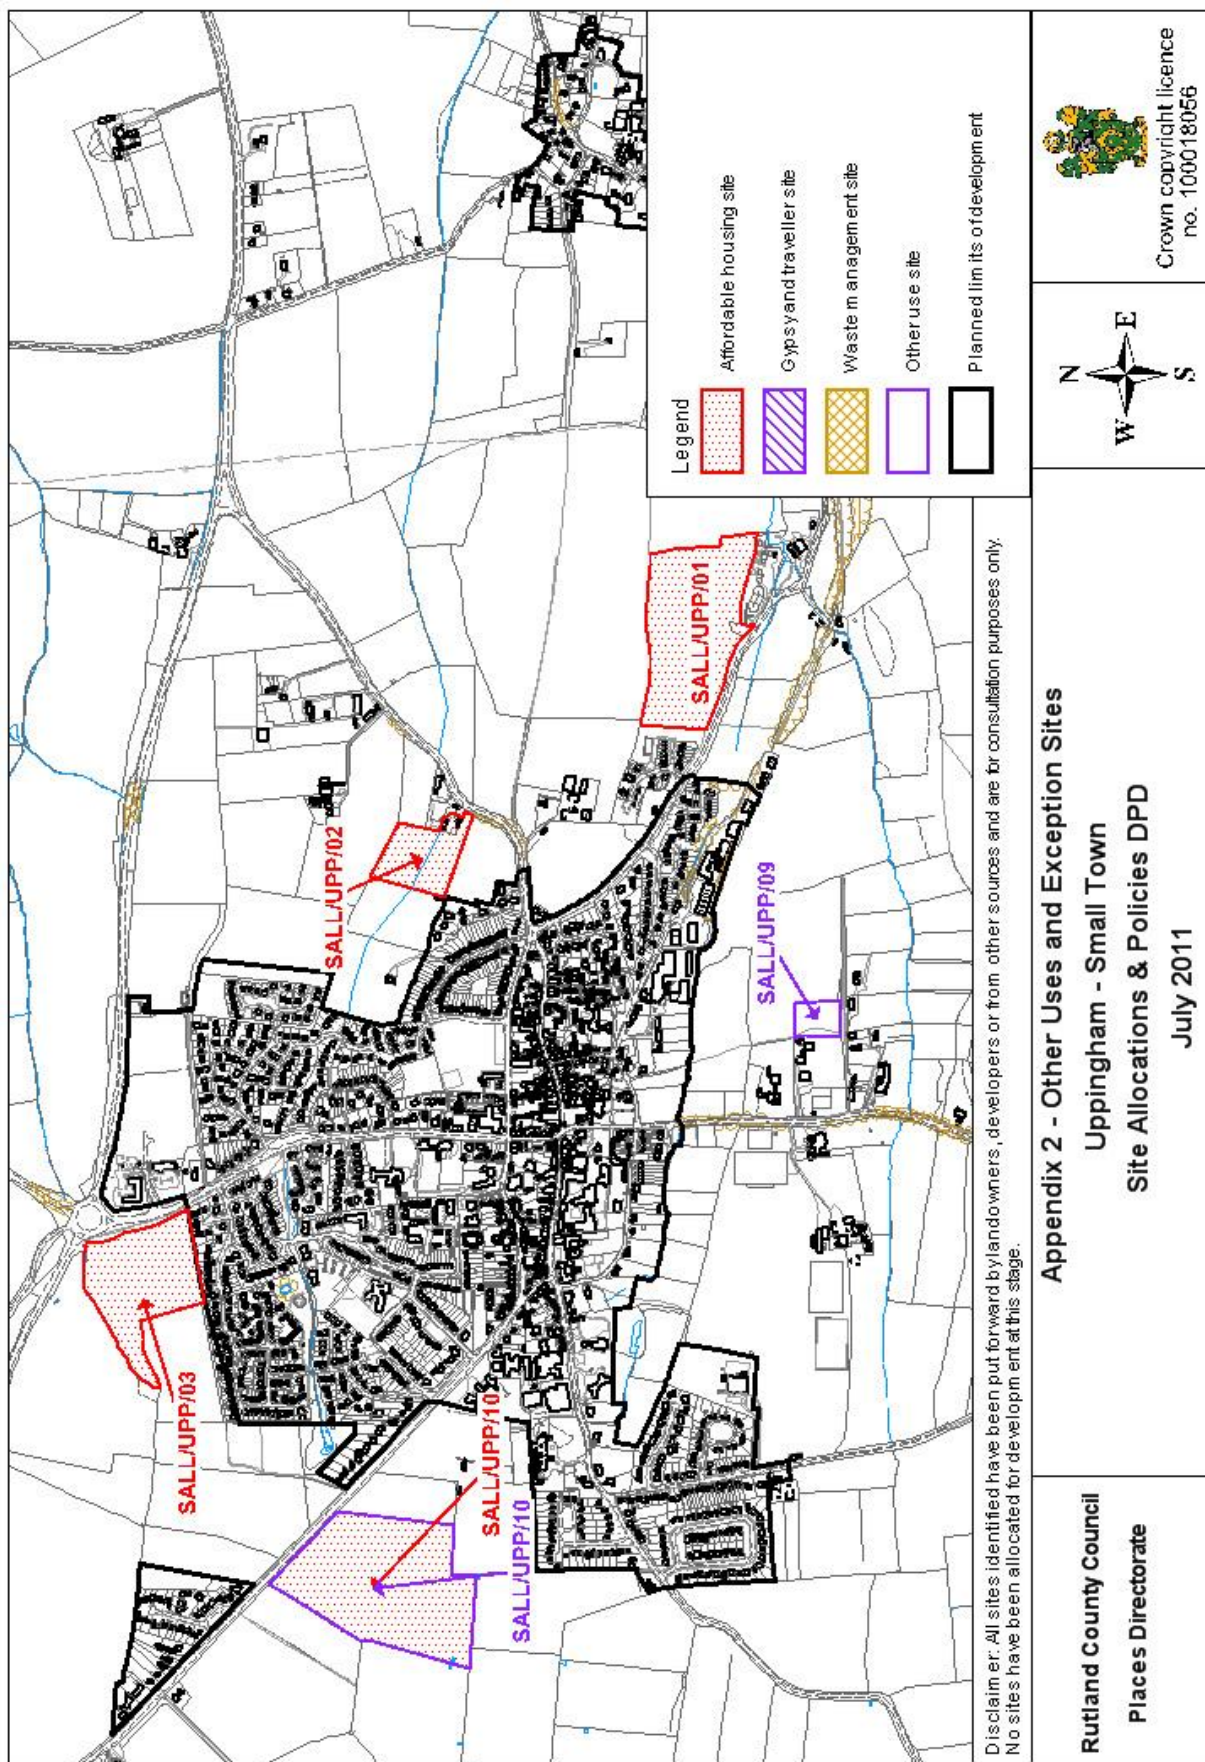 SALL/UPP/03
SALL/UPP/10
SALL/UPP/10
SALL/UPP/02
SALL/UPP/09
SALL/UPP/01
Legend
Affordable housing site
Gypsy and traveller site
Waste management site
Other use site
Planned limits of development
Disclaimer: All sites identified have been put forward by landowners, developers or from other sources and are for consultation purposes only.
No sites have been allocated for development at this stage.
Rutland County Council
Places Directorate
Appendix 2 - Other Uses and Exception Sites
Uppingham - Small Town
Site Allocations & Policies DPD
July 2011
N
W E
S
Crown copyright licence
no. 100018056